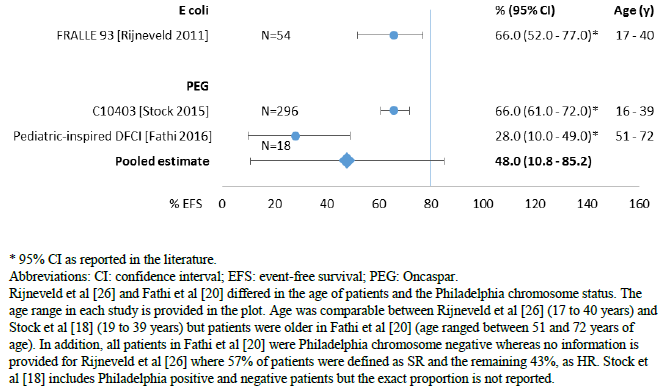 E coli % (95% CI) Age (y)
FRALLE 93 [Rijneveld 2011] N=54 66.0 (52.0 - 77.0)* 17 - 40
PEG
C10403 [Stock 2015] N=296 66.0 (61.0 - 72.0)* 16 - 39
Pediatric-inspired DFCI [Fathi 2016] 28.0 (10.0 - 49.0)* 51 - 72
N=18
Pooled estimate 48.0 (10.8 - 85.2)
% EFS 0 20 40 60 80 100 120 140 160
* 95% CI as reported in the literature.
Abbreviations: CI: confidence interval; EFS: event-free survival; PEG: Oncaspar.
Rijneveld et al [26] and Fathi et al [20] differed in the age of patients and the Philadelphia chromosome status. The
age range in each study is provided in the plot. Age was comparable between Rijneveld et al [26] (17 to 40 years) and
Stock et al [18] (19 to 39 years) but patients were older in Fathi et al [20] (age ranged between 51 and 72 years of
age). In addition, all patients in Fathi et al [20] were Philadelphia chromosome negative whereas no information is
provided for Rijneveld et al [26] where 57% of patients were defined as SR and the remaining 43%, as HR. Stock et
al [18] includes Philadelphia positive and negative patients but the exact proportion is not reported.